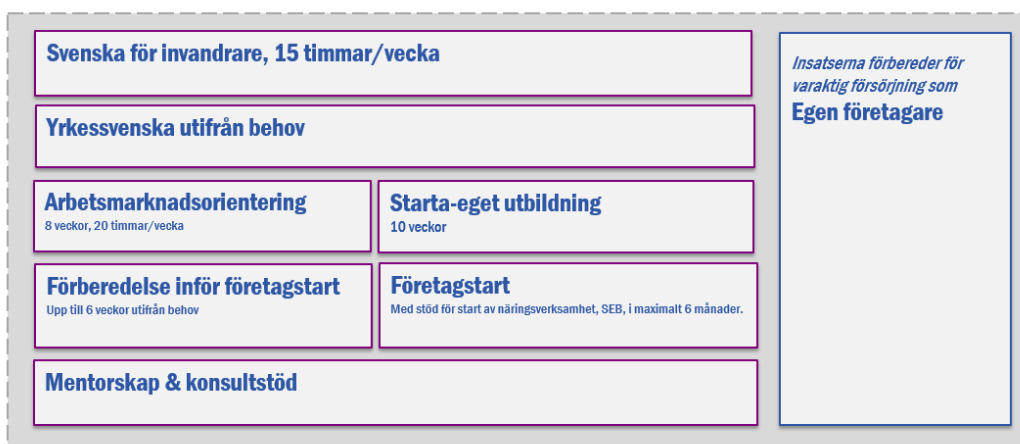 Svenska för invandrare, 15 timmar/vecka
Yrkessvenska utifrån behov
Arbetsmarknadsorientering
8 veckor, 20 timmar/vecka
Starta-eget utbildning
10 veckor
Förberedelse inför företagstart
Upp till 6 veckor utifrån behov
Företagstart
Med stöd för start av näringsverksamhet, SEB, i maximalt 6 månader.
Mentorskap & konsultstöd
Insatserna förbereder för
varaktig försörjning som
Egen företagare